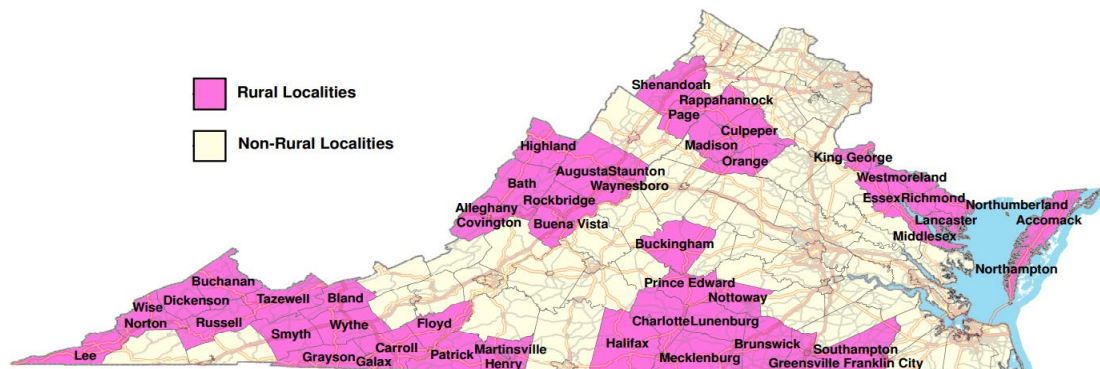 Rural Localities
Non-Rural Localities
Shenandoah
Rappahannock
Page
Culpeper
Madison
Orange
Highland
AugustaStaunton
Bath
Waynesboro
Rockbridge
Alleghany
Covington
Buena Vista
King George
Westmoreland
EssexRichmond
Northumberland
Lancaster
Accomack
Middlesex
Northampton
Buckingham
Prince Edward
Nottoway
CharlotteLunenburg
Halifax
Brunswick
Mecklenburg
Southampton
Greensville Franklin City
Buchanan
Dickenson
Tazewell
Bland
Wise
Norton
Russell
Smyth
Wythe
Floyd
Lee
Grayson
Carroll
Galax
Patrick
Martinsville
Henry